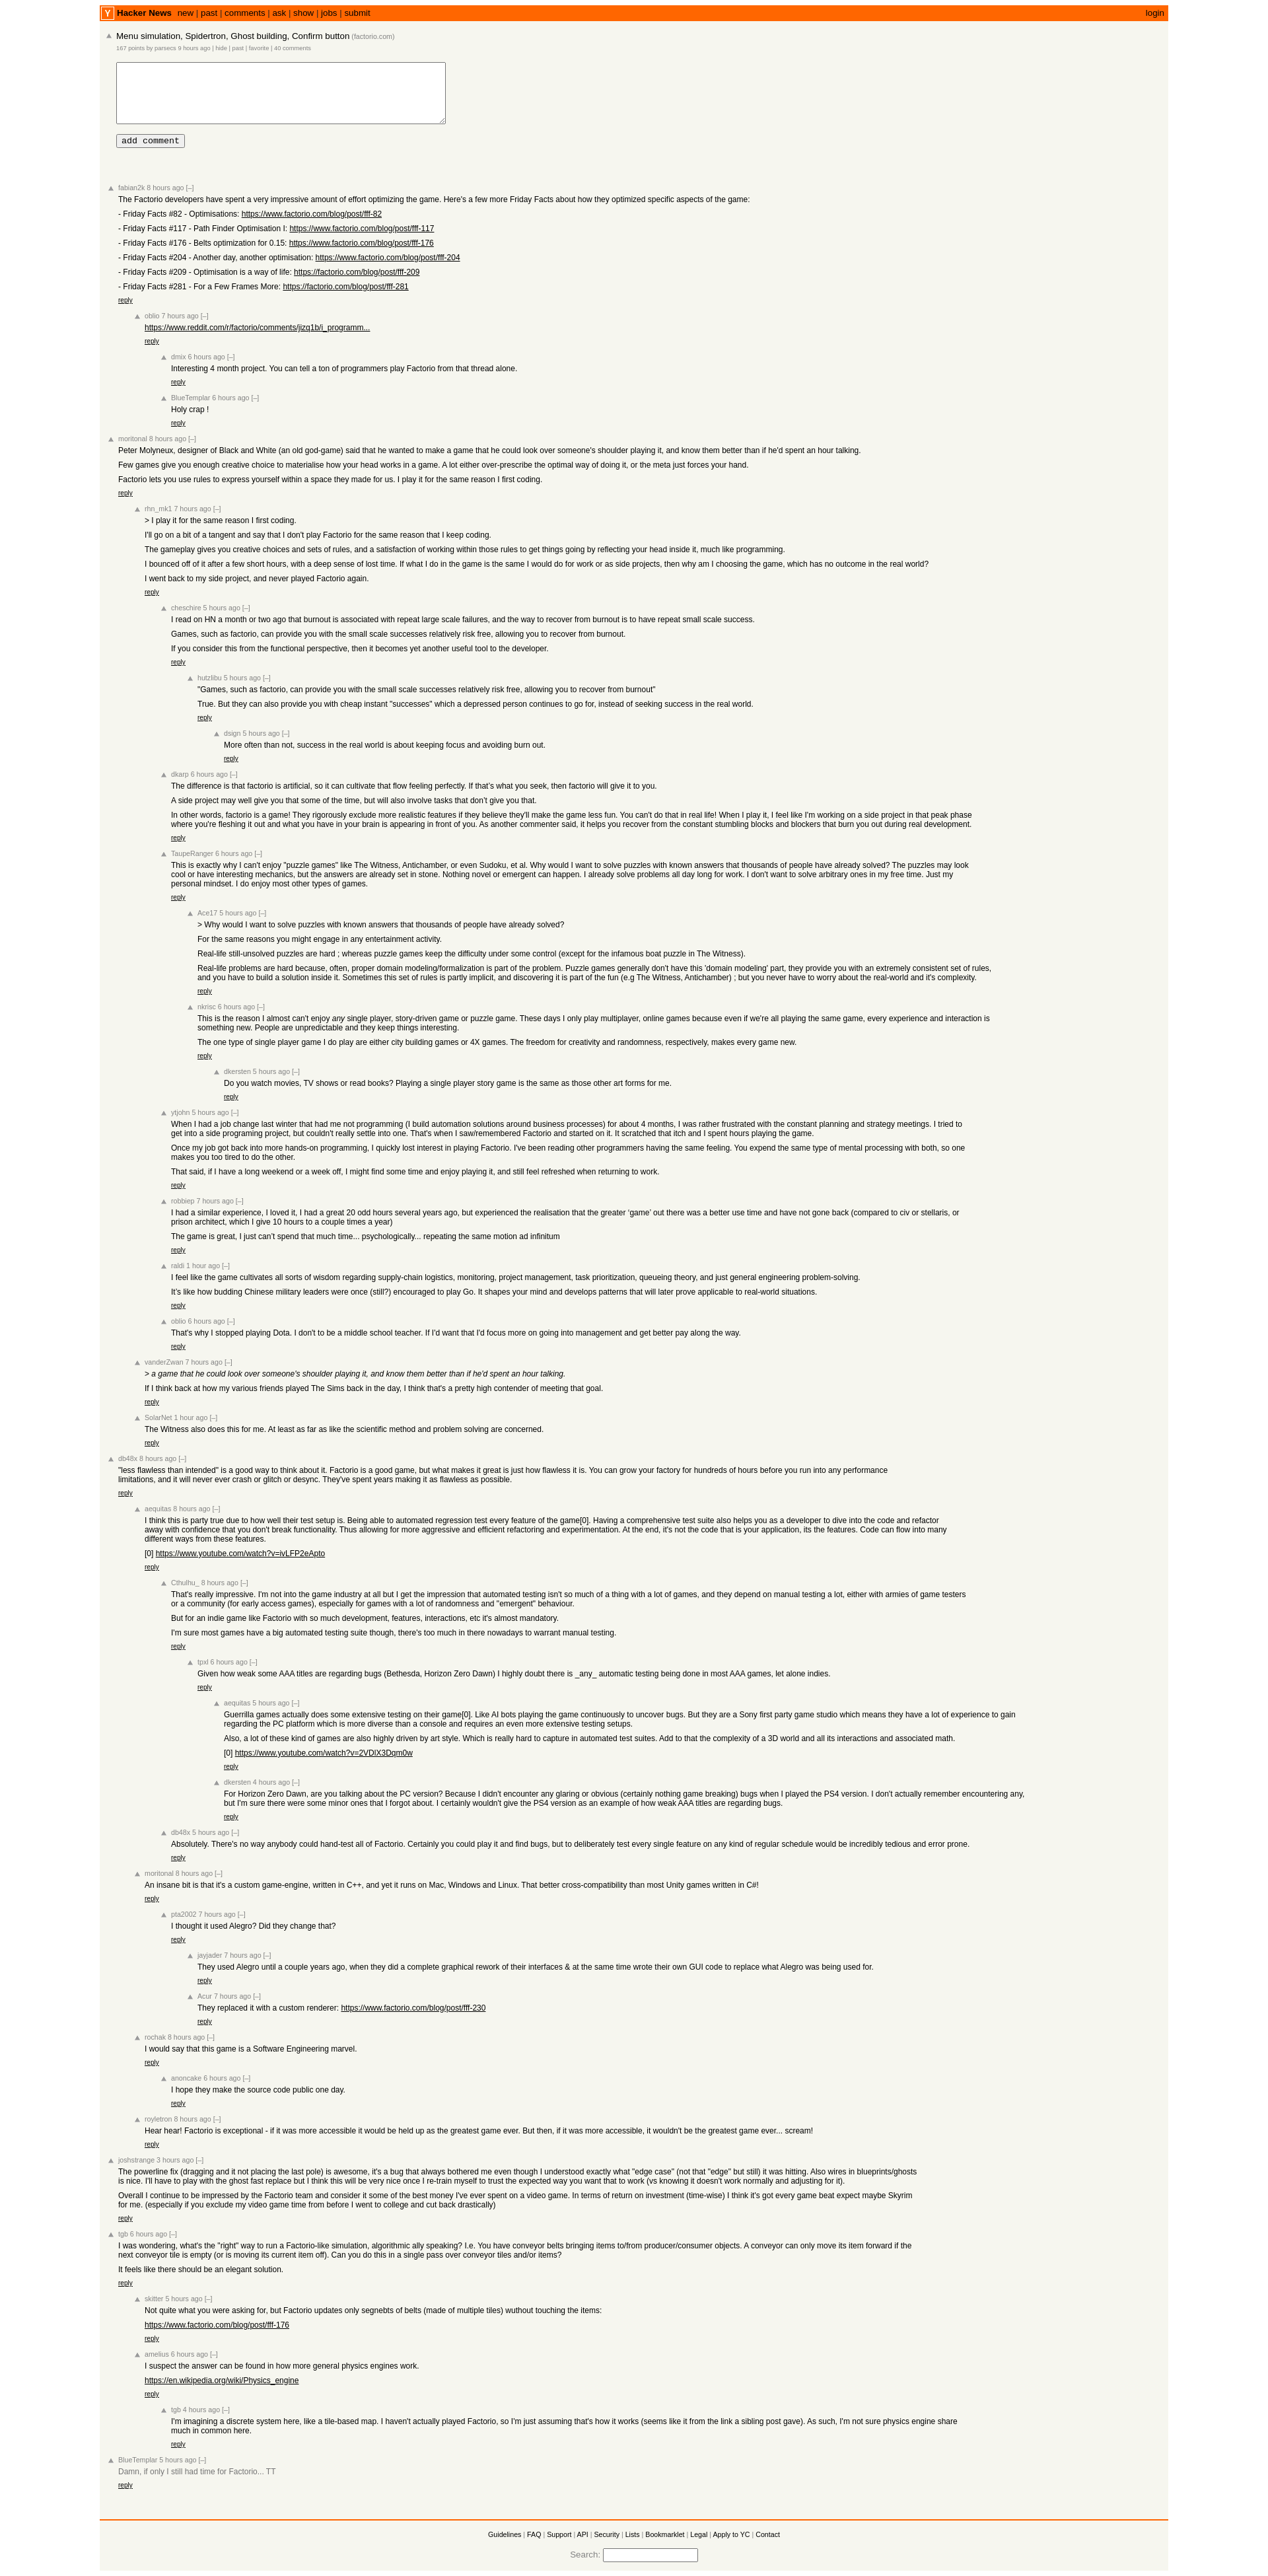 Y Hacker News new | past | comments | ask | show | jobs | submit login
Menu simulation, Spidertron, Ghost building, Confirm button (factorio.com)
167 points by parsecs 9 hours ago | hide | past | favorite | 40 comments
add comment
fabian2k 8 hours ago [–]
The Factorio developers have spent a very impressive amount of effort optimizing the game. Here's a few more Friday Facts about how they optimized specific aspects of the game:
- Friday Facts #82 - Optimisations: https://www.factorio.com/blog/post/fff-82
- Friday Facts #117 - Path Finder Optimisation I: https://www.factorio.com/blog/post/fff-117
- Friday Facts #176 - Belts optimization for 0.15: https://www.factorio.com/blog/post/fff-176
- Friday Facts #204 - Another day, another optimisation: https://www.factorio.com/blog/post/fff-204
- Friday Facts #209 - Optimisation is a way of life: https://factorio.com/blog/post/fff-209
- Friday Facts #281 - For a Few Frames More: https://factorio.com/blog/post/fff-281
reply
oblio 7 hours ago [–]
https://www.reddit.com/r/factorio/comments/jizq1b/i_programm...
reply
dmix 6 hours ago [–]
Interesting 4 month project. You can tell a ton of programmers play Factorio from that thread alone.
reply
BlueTemplar 6 hours ago [–]
Holy crap !
reply
moritonal 8 hours ago [–]
Peter Molyneux, designer of Black and White (an old god-game) said that he wanted to make a game that he could look over someone's shoulder playing it, and know them better than if he'd spent an hour talking.
Few games give you enough creative choice to materialise how your head works in a game. A lot either over-prescribe the optimal way of doing it, or the meta just forces your hand.
Factorio lets you use rules to express yourself within a space they made for us. I play it for the same reason I first coding.
reply
rhn_mk1 7 hours ago [–]
> I play it for the same reason I first coding.
I'll go on a bit of a tangent and say that I don't play Factorio for the same reason that I keep coding.
The gameplay gives you creative choices and sets of rules, and a satisfaction of working within those rules to get things going by reflecting your head inside it, much like programming.
I bounced off of it after a few short hours, with a deep sense of lost time. If what I do in the game is the same I would do for work or as side projects, then why am I choosing the game, which has no outcome in the real world?
I went back to my side project, and never played Factorio again.
reply
cheschire 5 hours ago [–]
I read on HN a month or two ago that burnout is associated with repeat large scale failures, and the way to recover from burnout is to have repeat small scale success.
Games, such as factorio, can provide you with the small scale successes relatively risk free, allowing you to recover from burnout.
If you consider this from the functional perspective, then it becomes yet another useful tool to the developer.
reply
hutzlibu 5 hours ago [–]
"Games, such as factorio, can provide you with the small scale successes relatively risk free, allowing you to recover from burnout"
True. But they can also provide you with cheap instant "successes" which a depressed person continues to go for, instead of seeking success in the real world.
reply
dsign 5 hours ago [–]
More often than not, success in the real world is about keeping focus and avoiding burn out.
reply
dkarp 6 hours ago [–]
The difference is that factorio is artificial, so it can cultivate that flow feeling perfectly. If that's what you seek, then factorio will give it to you.
A side project may well give you that some of the time, but will also involve tasks that don't give you that.
In other words, factorio is a game! They rigorously exclude more realistic features if they believe they'll make the game less fun. You can't do that in real life! When I play it, I feel like I'm working on a side project in that peak phase
where you're fleshing it out and what you have in your brain is appearing in front of you. As another commenter said, it helps you recover from the constant stumbling blocks and blockers that burn you out during real development.
reply
TaupeRanger 6 hours ago [–]
This is exactly why I can't enjoy "puzzle games" like The Witness, Antichamber, or even Sudoku, et al. Why would I want to solve puzzles with known answers that thousands of people have already solved? The puzzles may look
cool or have interesting mechanics, but the answers are already set in stone. Nothing novel or emergent can happen. I already solve problems all day long for work. I don't want to solve arbitrary ones in my free time. Just my
personal mindset. I do enjoy most other types of games.
reply
Ace17 5 hours ago [–]
> Why would I want to solve puzzles with known answers that thousands of people have already solved?
For the same reasons you might engage in any entertainment activity.
Real-life still-unsolved puzzles are hard ; whereas puzzle games keep the difficulty under some control (except for the infamous boat puzzle in The Witness).
Real-life problems are hard because, often, proper domain modeling/formalization is part of the problem. Puzzle games generally don't have this 'domain modeling' part, they provide you with an extremely consistent set of rules,
and you have to build a solution inside it. Sometimes this set of rules is partly implicit, and discovering it is part of the fun (e.g The Witness, Antichamber) ; but you never have to worry about the real-world and it's complexity.
reply
nkrisc 6 hours ago [–]
This is the reason I almost can't enjoy any single player, story-driven game or puzzle game. These days I only play multiplayer, online games because even if we're all playing the same game, every experience and interaction is
something new. People are unpredictable and they keep things interesting.
The one type of single player game I do play are either city building games or 4X games. The freedom for creativity and randomness, respectively, makes every game new.
reply
dkersten 5 hours ago [–]
Do you watch movies, TV shows or read books? Playing a single player story game is the same as those other art forms for me.
reply
ytjohn 5 hours ago [–]
When I had a job change last winter that had me not programming (I build automation solutions around business processes) for about 4 months, I was rather frustrated with the constant planning and strategy meetings. I tried to
get into a side programing project, but couldn't really settle into one. That's when I saw/remembered Factorio and started on it. It scratched that itch and I spent hours playing the game.
Once my job got back into more hands-on programming, I quickly lost interest in playing Factorio. I've been reading other programmers having the same feeling. You expend the same type of mental processing with both, so one
makes you too tired to do the other.
That said, if I have a long weekend or a week off, I might find some time and enjoy playing it, and still feel refreshed when returning to work.
reply
robbiep 7 hours ago [–]
I had a similar experience, I loved it, I had a great 20 odd hours several years ago, but experienced the realisation that the greater ‘game’ out there was a better use time and have not gone back (compared to civ or stellaris, or
prison architect, which I give 10 hours to a couple times a year)
The game is great, I just can’t spend that much time... psychologically... repeating the same motion ad infinitum
reply
raldi 1 hour ago [–]
I feel like the game cultivates all sorts of wisdom regarding supply-chain logistics, monitoring, project management, task prioritization, queueing theory, and just general engineering problem-solving.
It’s like how budding Chinese military leaders were once (still?) encouraged to play Go. It shapes your mind and develops patterns that will later prove applicable to real-world situations.
reply
oblio 6 hours ago [–]
That's why I stopped playing Dota. I don't to be a middle school teacher. If I'd want that I'd focus more on going into management and get better pay along the way.
reply
vanderZwan 7 hours ago [–]
> a game that he could look over someone's shoulder playing it, and know them better than if he'd spent an hour talking.
If I think back at how my various friends played The Sims back in the day, I think that's a pretty high contender of meeting that goal.
reply
SolarNet 1 hour ago [–]
The Witness also does this for me. At least as far as like the scientific method and problem solving are concerned.
reply
db48x 8 hours ago [–]
"less flawless than intended" is a good way to think about it. Factorio is a good game, but what makes it great is just how flawless it is. You can grow your factory for hundreds of hours before you run into any performance
limitations, and it will never ever crash or glitch or desync. They've spent years making it as flawless as possible.
reply
aequitas 8 hours ago [–]
I think this is party true due to how well their test setup is. Being able to automated regression test every feature of the game[0]. Having a comprehensive test suite also helps you as a developer to dive into the code and refactor
away with confidence that you don't break functionality. Thus allowing for more aggressive and efficient refactoring and experimentation. At the end, it's not the code that is your application, its the features. Code can flow into many
different ways from these features.
[0] https://www.youtube.com/watch?v=ivLFP2eApto
reply
Cthulhu_ 8 hours ago [–]
That's really impressive. I'm not into the game industry at all but I get the impression that automated testing isn't so much of a thing with a lot of games, and they depend on manual testing a lot, either with armies of game testers
or a community (for early access games), especially for games with a lot of randomness and "emergent" behaviour.
But for an indie game like Factorio with so much development, features, interactions, etc it's almost mandatory.
I'm sure most games have a big automated testing suite though, there's too much in there nowadays to warrant manual testing.
reply
tpxl 6 hours ago [–]
Given how weak some AAA titles are regarding bugs (Bethesda, Horizon Zero Dawn) I highly doubt there is _any_ automatic testing being done in most AAA games, let alone indies.
reply
aequitas 5 hours ago [–]
Guerrilla games actually does some extensive testing on their game[0]. Like AI bots playing the game continuously to uncover bugs. But they are a Sony first party game studio which means they have a lot of experience to gain
regarding the PC platform which is more diverse than a console and requires an even more extensive testing setups.
Also, a lot of these kind of games are also highly driven by art style. Which is really hard to capture in automated test suites. Add to that the complexity of a 3D world and all its interactions and associated math.
[0] https://www.youtube.com/watch?v=2VDlX3Dqm0w
reply
dkersten 4 hours ago [–]
For Horizon Zero Dawn, are you talking about the PC version? Because I didn't encounter any glaring or obvious (certainly nothing game breaking) bugs when I played the PS4 version. I don't actually remember encountering any,
but I'm sure there were some minor ones that I forgot about. I certainly wouldn't give the PS4 version as an example of how weak AAA titles are regarding bugs.
reply
db48x 5 hours ago [–]
Absolutely. There's no way anybody could hand-test all of Factorio. Certainly you could play it and find bugs, but to deliberately test every single feature on any kind of regular schedule would be incredibly tedious and error prone.
reply
moritonal 8 hours ago [–]
An insane bit is that it's a custom game-engine, written in C++, and yet it runs on Mac, Windows and Linux. That better cross-compatibility than most Unity games written in C#!
reply
pta2002 7 hours ago [–]
I thought it used Alegro? Did they change that?
reply
jayjader 7 hours ago [–]
They used Alegro until a couple years ago, when they did a complete graphical rework of their interfaces & at the same time wrote their own GUI code to replace what Alegro was being used for.
reply
Acur 7 hours ago [–]
They replaced it with a custom renderer: https://www.factorio.com/blog/post/fff-230
reply
rochak 8 hours ago [–]
I would say that this game is a Software Engineering marvel.
reply
anoncake 6 hours ago [–]
I hope they make the source code public one day.
reply
royletron 8 hours ago [–]
Hear hear! Factorio is exceptional - if it was more accessible it would be held up as the greatest game ever. But then, if it was more accessible, it wouldn't be the greatest game ever... scream!
reply
joshstrange 3 hours ago [–]
The powerline fix (dragging and it not placing the last pole) is awesome, it's a bug that always bothered me even though I understood exactly what "edge case" (not that "edge" but still) it was hitting. Also wires in blueprints/ghosts
is nice. I'll have to play with the ghost fast replace but I think this will be very nice once I re-train myself to trust the expected way you want that to work (vs knowing it doesn't work normally and adjusting for it).
Overall I continue to be impressed by the Factorio team and consider it some of the best money I've ever spent on a video game. In terms of return on investment (time-wise) I think it's got every game beat expect maybe Skyrim
for me. (especially if you exclude my video game time from before I went to college and cut back drastically)
reply
tgb 6 hours ago [–]
I was wondering, what's the "right" way to run a Factorio-like simulation, algorithmic ally speaking? I.e. You have conveyor belts bringing items to/from producer/consumer objects. A conveyor can only move its item forward if the
next conveyor tile is empty (or is moving its current item off). Can you do this in a single pass over conveyor tiles and/or items?
It feels like there should be an elegant solution.
reply
skitter 5 hours ago [–]
Not quite what you were asking for, but Factorio updates only segnebts of belts (made of multiple tiles) wuthout touching the items:
https://www.factorio.com/blog/post/fff-176
reply
amelius 6 hours ago [–]
I suspect the answer can be found in how more general physics engines work.
https://en.wikipedia.org/wiki/Physics_engine
reply
tgb 4 hours ago [–]
I'm imagining a discrete system here, like a tile-based map. I haven't actually played Factorio, so I'm just assuming that's how it works (seems like it from the link a sibling post gave). As such, I'm not sure physics engine share
much in common here.
reply
BlueTemplar 5 hours ago [–]
Damn, if only I still had time for Factorio... TT
reply
Guidelines | FAQ | Support | API | Security | Lists | Bookmarklet | Legal | Apply to YC | Contact
Search: